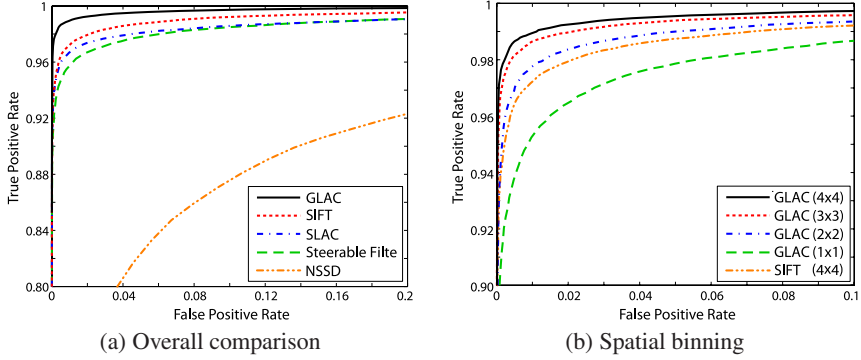 1
0.96
0.92
0.88
0.84
0.80
True Positive Rate
0
0.04
0.08
0.12
0.16
0.2
False Positive Rate
GLAC
SIFT
SLAC
Steerable Filte
NSSD
(a) Overall comparison
1
0.98
0.96
0.94
0.92
0.90
True Positive Rate
0
0.02
0.04
0.06
0.08
0.1
False Positive Rate
GLAC (4x4)
GLAC (3x3)
GLAC (2x2)
GLAC (1x1)
SIFT (4x4)
(b) Spatial binning